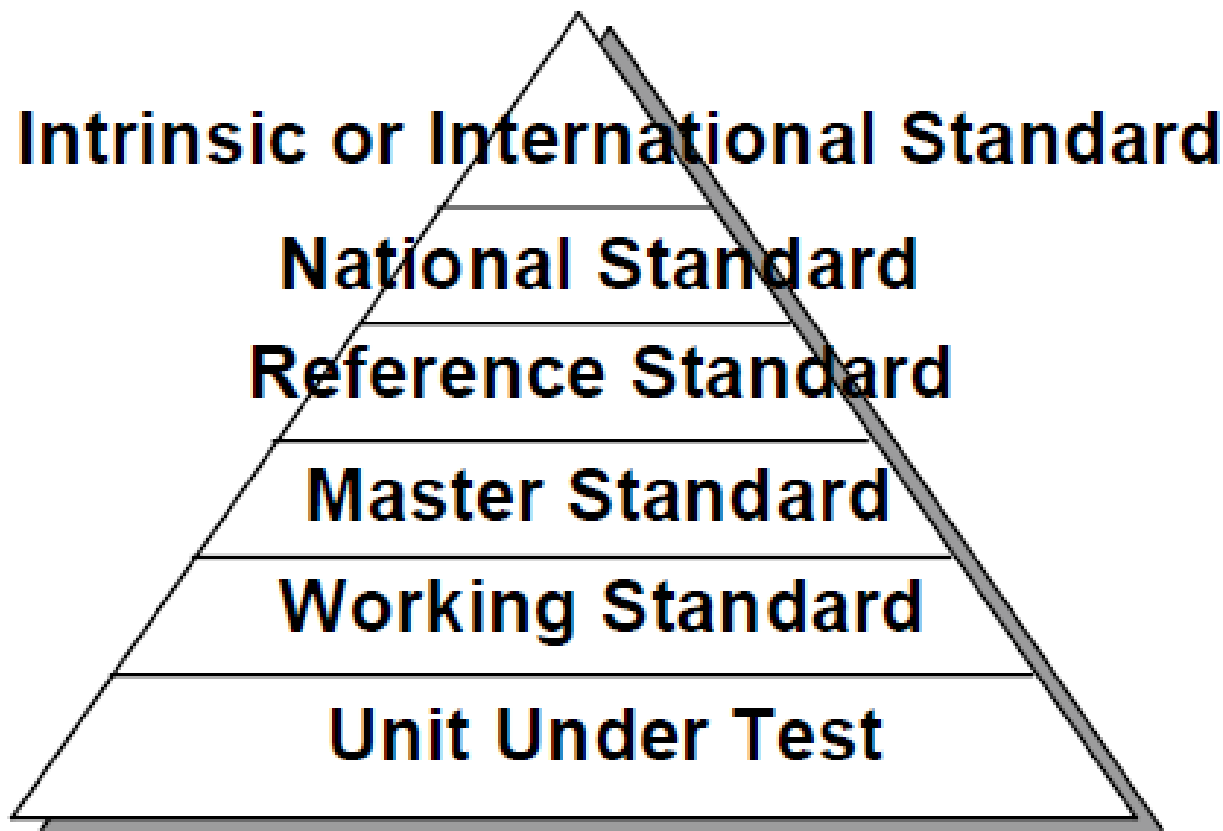 Intrinsic or International Standard
National Standard
Reference Standard
Master Standard
Working Standard
Unit Under Test